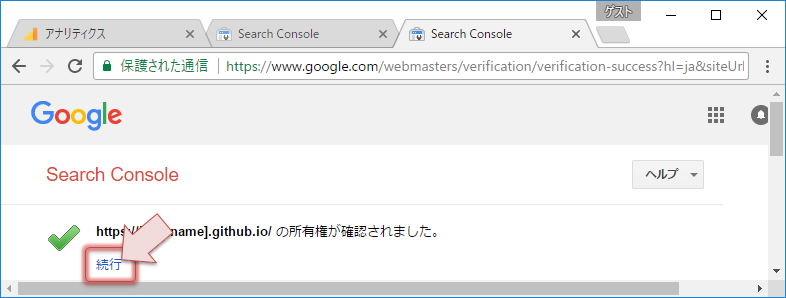 ゲスト
アナリティクス
Search Console
Search Console
保護された通信
https://www.google.com/webmasters/verification/verification-success?hl=ja&siteUrl
Google
Search Console
ヘルプ
https:// name].github.io/ の所有権が確認されました。
続行